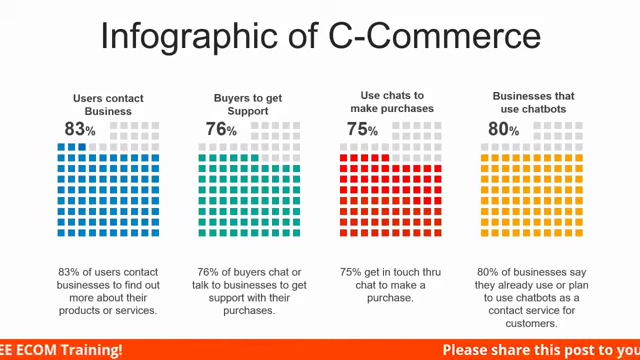 Infographic of C-Commerce
Users contact
Business
83%
83% of users contact
businesses to find out
more about their
products or services.
Buyers to get
Support
76%
76% of buyers chat or
talk to businesses to get
support with their
purchases.
Use chats to
make purchases
75%
75% get in touch thru
chat to make a
purchase.
Businesses that
use chatbots
80%
80% of businesses say
they already use or plan
to use chatbots as a
contact service for
customers.
EE ECOM Training!
Please share this post to you